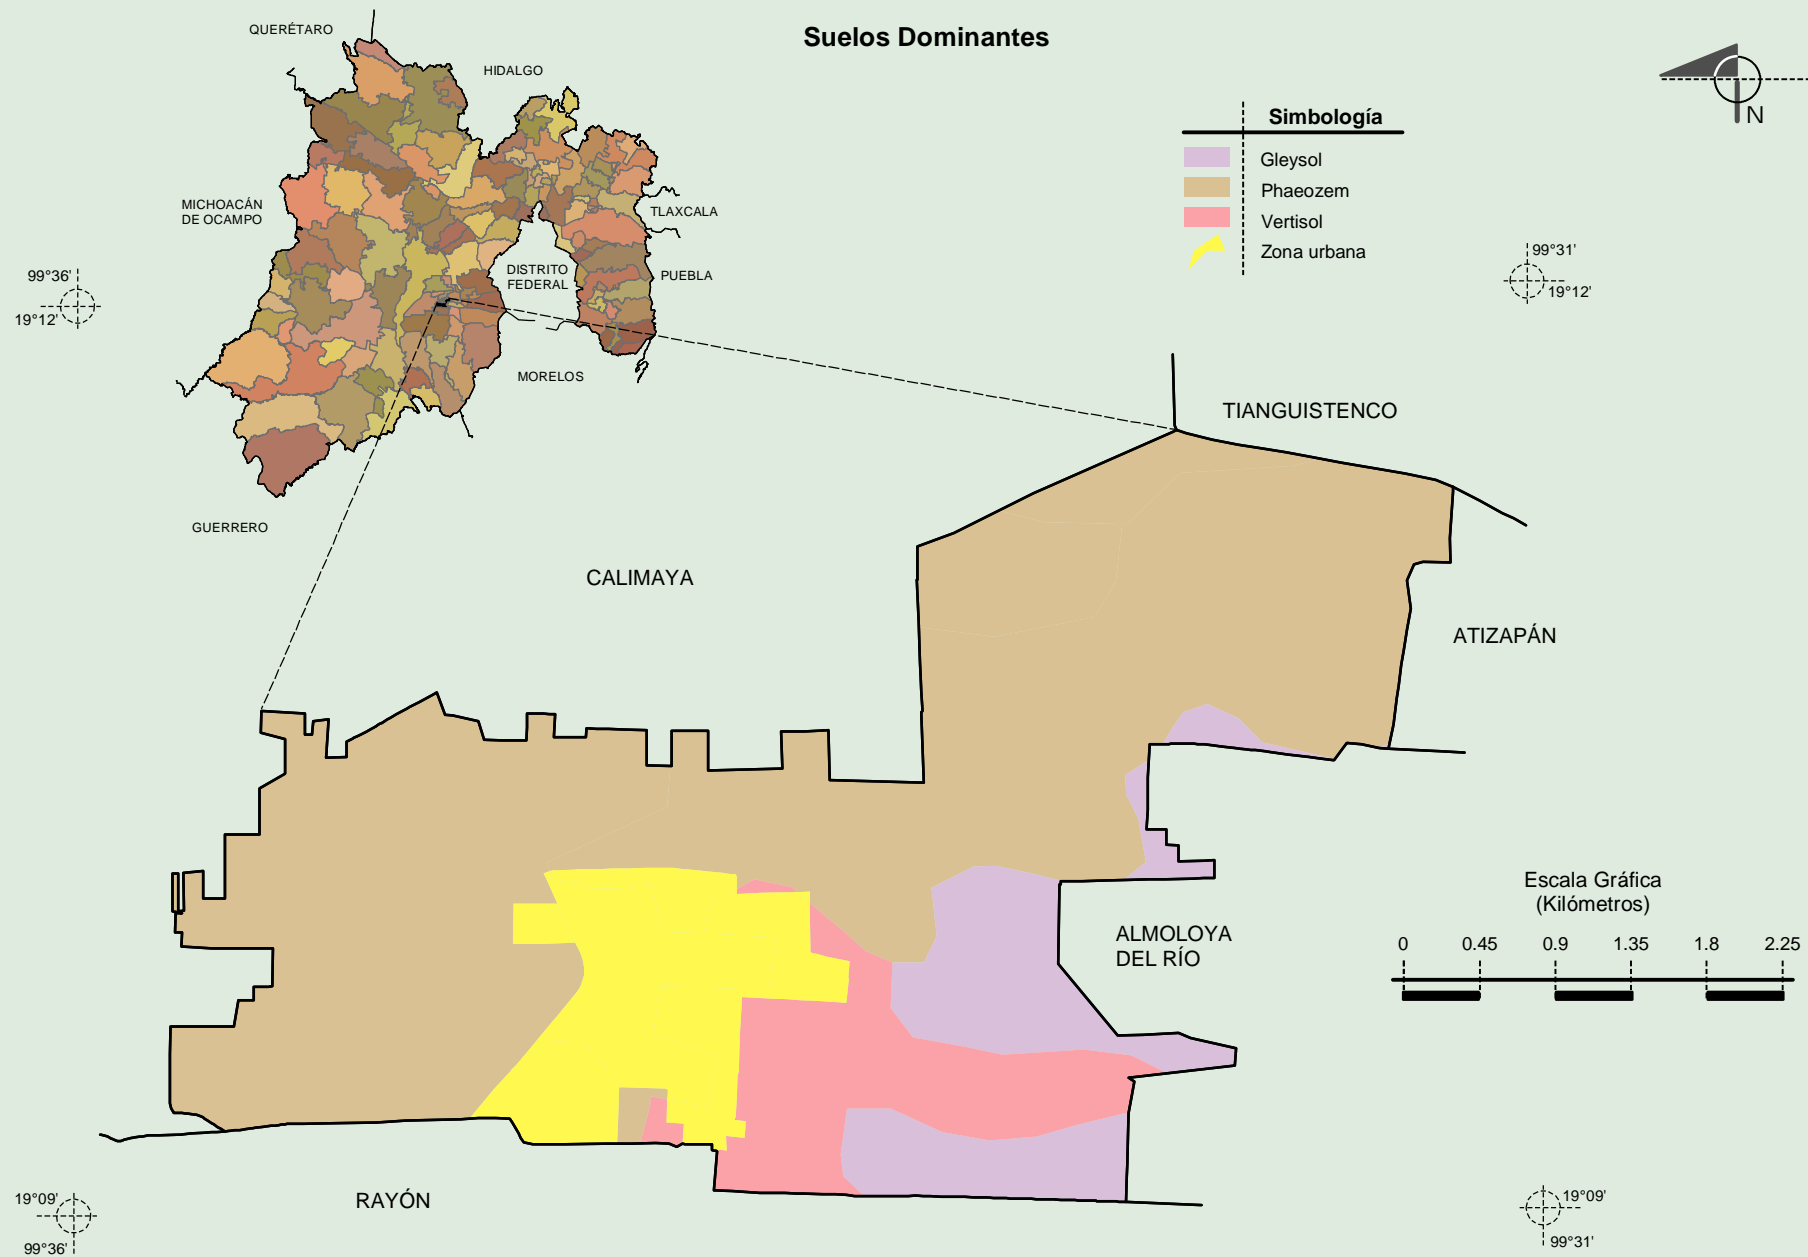 Suelos Dominantes
QUERÉTARO
HIDALGO
MICHOACÁN
DE OCAMPO
TLAXCALA
DISTRITO
FEDERAL
PUEBLA
MORELOS
GUERRERO
N
Simbología
Gleysol
Phaeozem
Vertisol
Zona urbana
99°36'
19°12'
99°31'
19°12'
TIANGUISTENCO
CALIMAYA
ATIZAPÁN
ALMOLOYA
DEL RÍO
RAYÓN
Escala Gráfica
(Kilómetros)
0 0.45 0.9 1.35 1.8 2.25
19°09'
99°36'
19°09'
99°31'